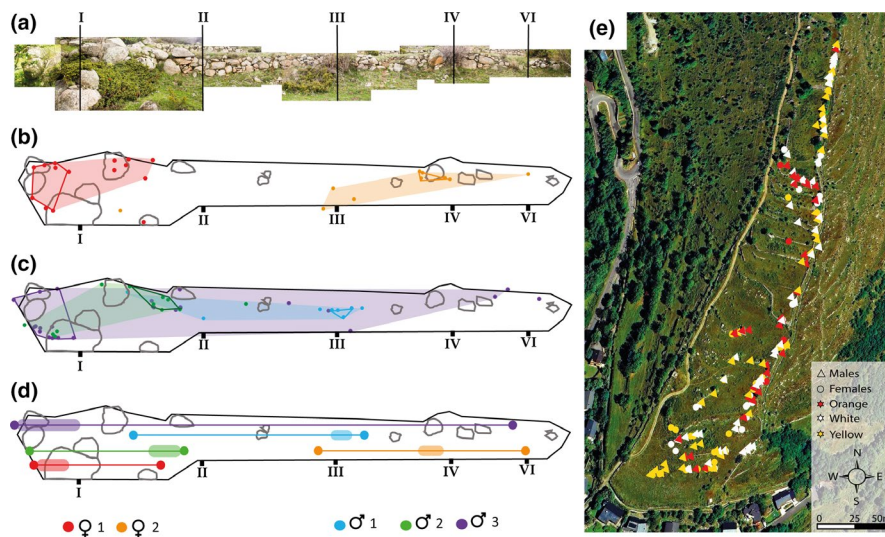 (a)
I II III IV VI
(b)
I II III IV VI
(c)
I II III IV VI
(d)
I II III IV VI
♀ 1 ♀ 2 ♂ 1 ♂ 2 ♂ 3
(e)
Males
Females
Orange
White
Yellow
N
W E
S
0 25 50m